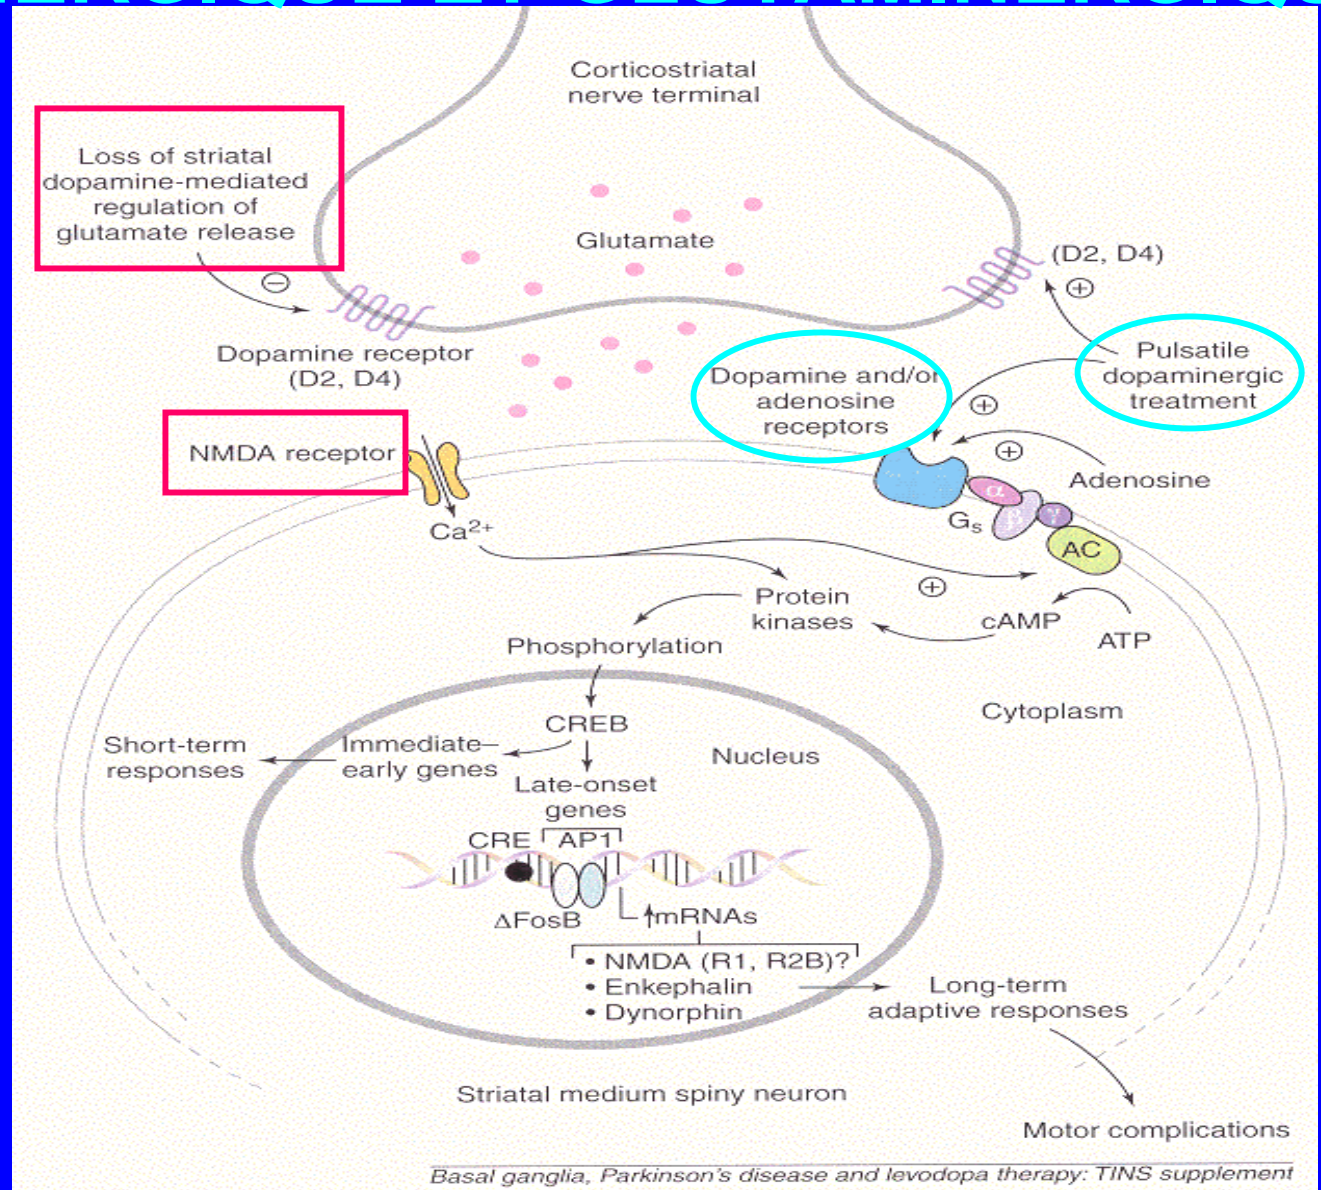 Corticostriatal
nerve terminal
Loss of striatal
dopamine-mediated
regulation of
glutamate release
Glutamate
(D2, D4)
Dopamine receptor
(D2, D4)
Pulsatile
dopaminergic
treatment
Dopamine and/or
adenosine
receptors
NMDA receptor
Adenosine
Ca2+
Gs
α
β
γ
AC
Protein
kinases
cAMP
ATP
Phosphorylation
Cytoplasm
CREB
Short-term
responses
Immediate–
early genes
Nucleus
Late-onset
genes
CRE
AP1
ΔFosB
mRNAs
• NMDA (R1, R2B)?
• Enkephalin
• Dynorphin
Long-term
adaptive responses
Striatal medium spiny neuron
Motor complications
Basal ganglia, Parkinson's disease and levodopa therapy: TINS supplement